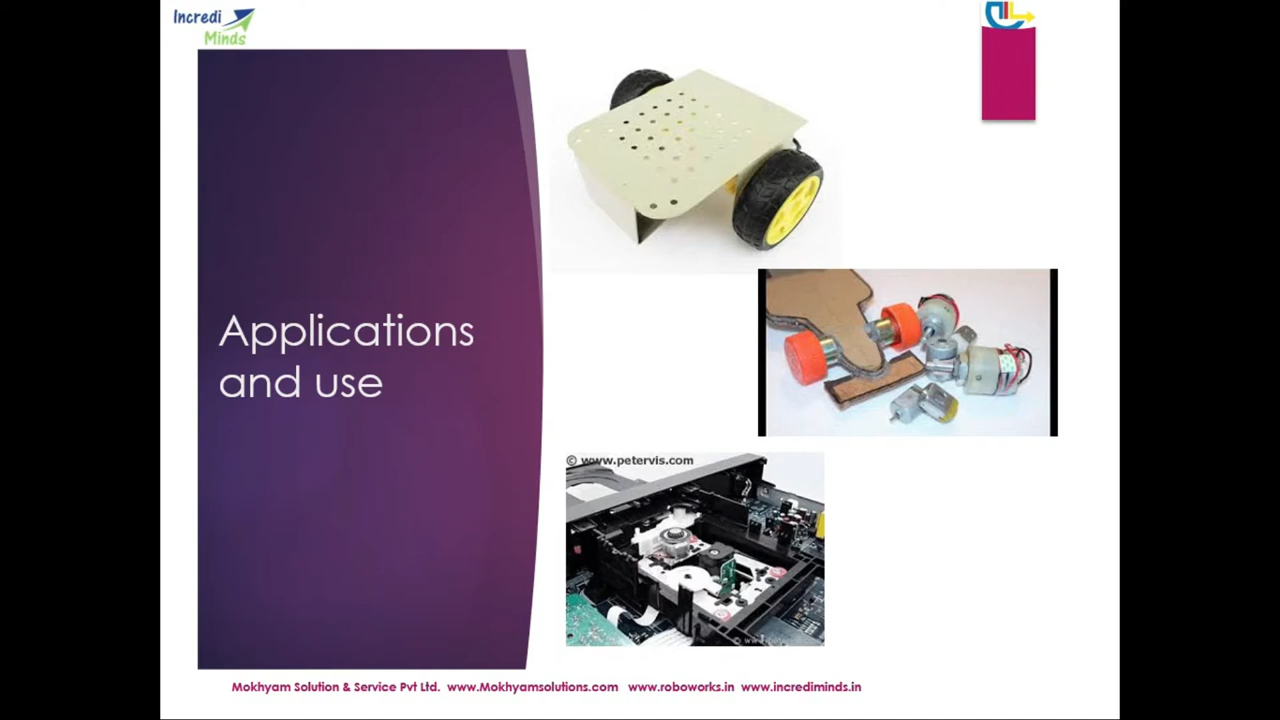 Incredi
Minds
Applications
and use
© www.petervis.com
Mokhyam Solution & Service Pvt Ltd. www.Mokhyamsolutions.com www.roboworks.in www.incrediminds.in